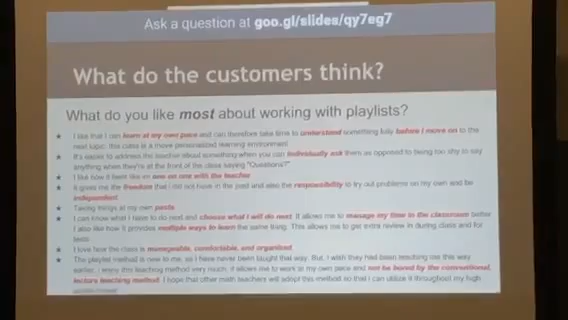 Ask a question at goo.gl/slides/qy7eg7
What do the customers think?
What do you like most about working with playlists?
★ I like that I can learn at my own pace and can therefore take time to understand something fully before I move on to the
next topic. this class is a more personalized learning environment
★ It's easier to address the teacher about something when you can individually ask them as opposed to being too shy to say
anything when they're at the front of the class saying "Questions?"
★ I like how it feels like im one on one with the teacher
★ It gives me the freedom that I did not have in the past and also the responsibility to try out problems on my own and be
independent
★ Taking things at my own pace
★ I can know what I have to do next and choose what I will do next. It allows me to manage my time in the classroom better
I also like how it provides multiple ways to learn the same thing. This allows me to get extra review in during class and for
tests
★ I love how the class is manageable, comfortable, and organized
★ The playlist method is new to me, as I have never been taught that way. But, I wish they had been teaching me this way
earlier. I enjoy this teaching method very much, it allows me to work at my own pace and not be bored by the conventional,
lecture teaching method. I hope that other math teachers will adopt this method so that I can utilize it throughout my high